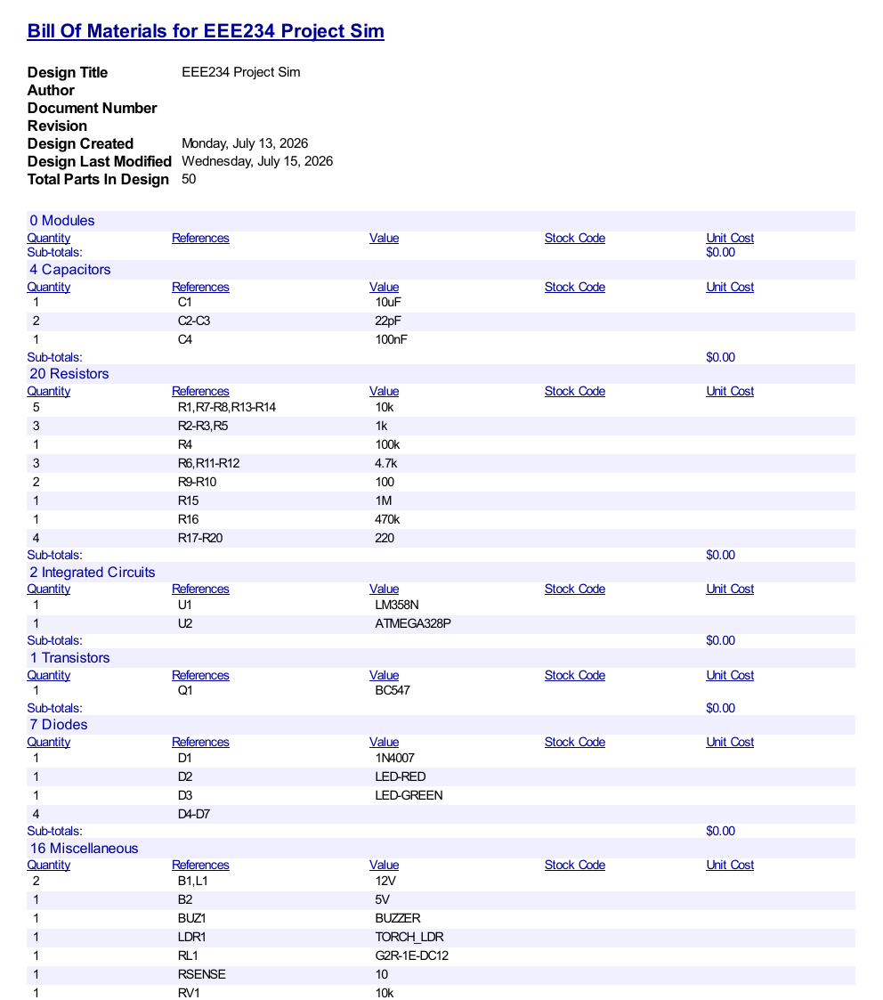 Bill Of Materials for EEE234 Project Sim
Design Title EEE234 Project Sim
Author
Document Number
Revision
Design Created Monday, July 13, 2026
Design Last Modified Wednesday, July 15, 2026
Total Parts In Design 50
0 Modules
Quantity References Value Stock Code Unit Cost
Sub-totals: $0.00
4 Capacitors
Quantity References Value Stock Code Unit Cost
1 C1 10uF
2 C2-C3 22pF
1 C4 100nF
Sub-totals: $0.00
20 Resistors
Quantity References Value Stock Code Unit Cost
5 R1,R7-R8,R13-R14 10k
3 R2-R3,R5 1k
1 R4 100k
3 R6,R11-R12 4.7k
2 R9-R10 100
1 R15 1M
1 R16 470k
4 R17-R20 220
Sub-totals: $0.00
2 Integrated Circuits
Quantity References Value Stock Code Unit Cost
1 U1 LM358N
1 U2 ATMEGA328P
Sub-totals: $0.00
1 Transistors
Quantity References Value Stock Code Unit Cost
1 Q1 BC547
Sub-totals: $0.00
7 Diodes
Quantity References Value Stock Code Unit Cost
1 D1 1N4007
1 D2 LED-RED
1 D3 LED-GREEN
4 D4-D7
Sub-totals: $0.00
16 Miscellaneous
Quantity References Value Stock Code Unit Cost
2 B1,L1 12V
1 B2 5V
1 BUZ1 BUZZER
1 LDR1 TORCH_LDR
1 RL1 G2R-1E-DC12
1 RSENSE 10
1 RV1 10k